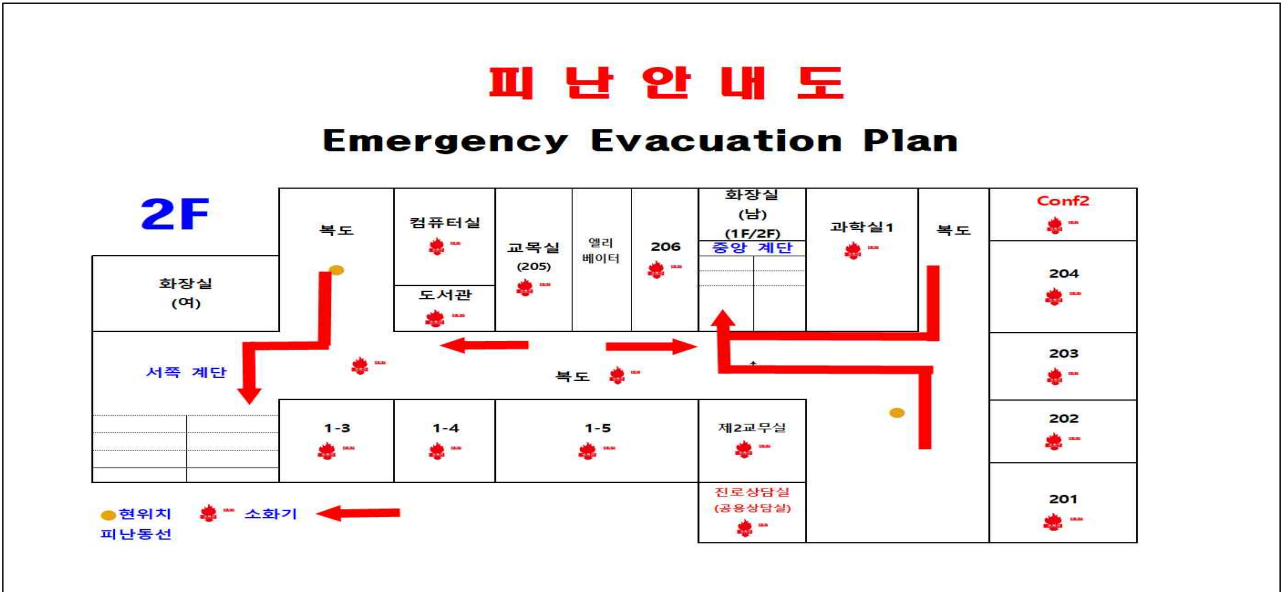 피 난 안 내 도
Emergency Evacuation Plan
2F
복도
컴퓨터실
교목실
(205)
엘리
베이터
206
화장실
(남)
(1F/2F)
중앙 계단
과학실1
복도
Conf2
화장실
(여)
도서관
204
서쪽 계단
복도
203
1-3
1-4
1-5
제2교무실
202
진로상담실
(공용상담실)
201
현위치
소화기
피난동선